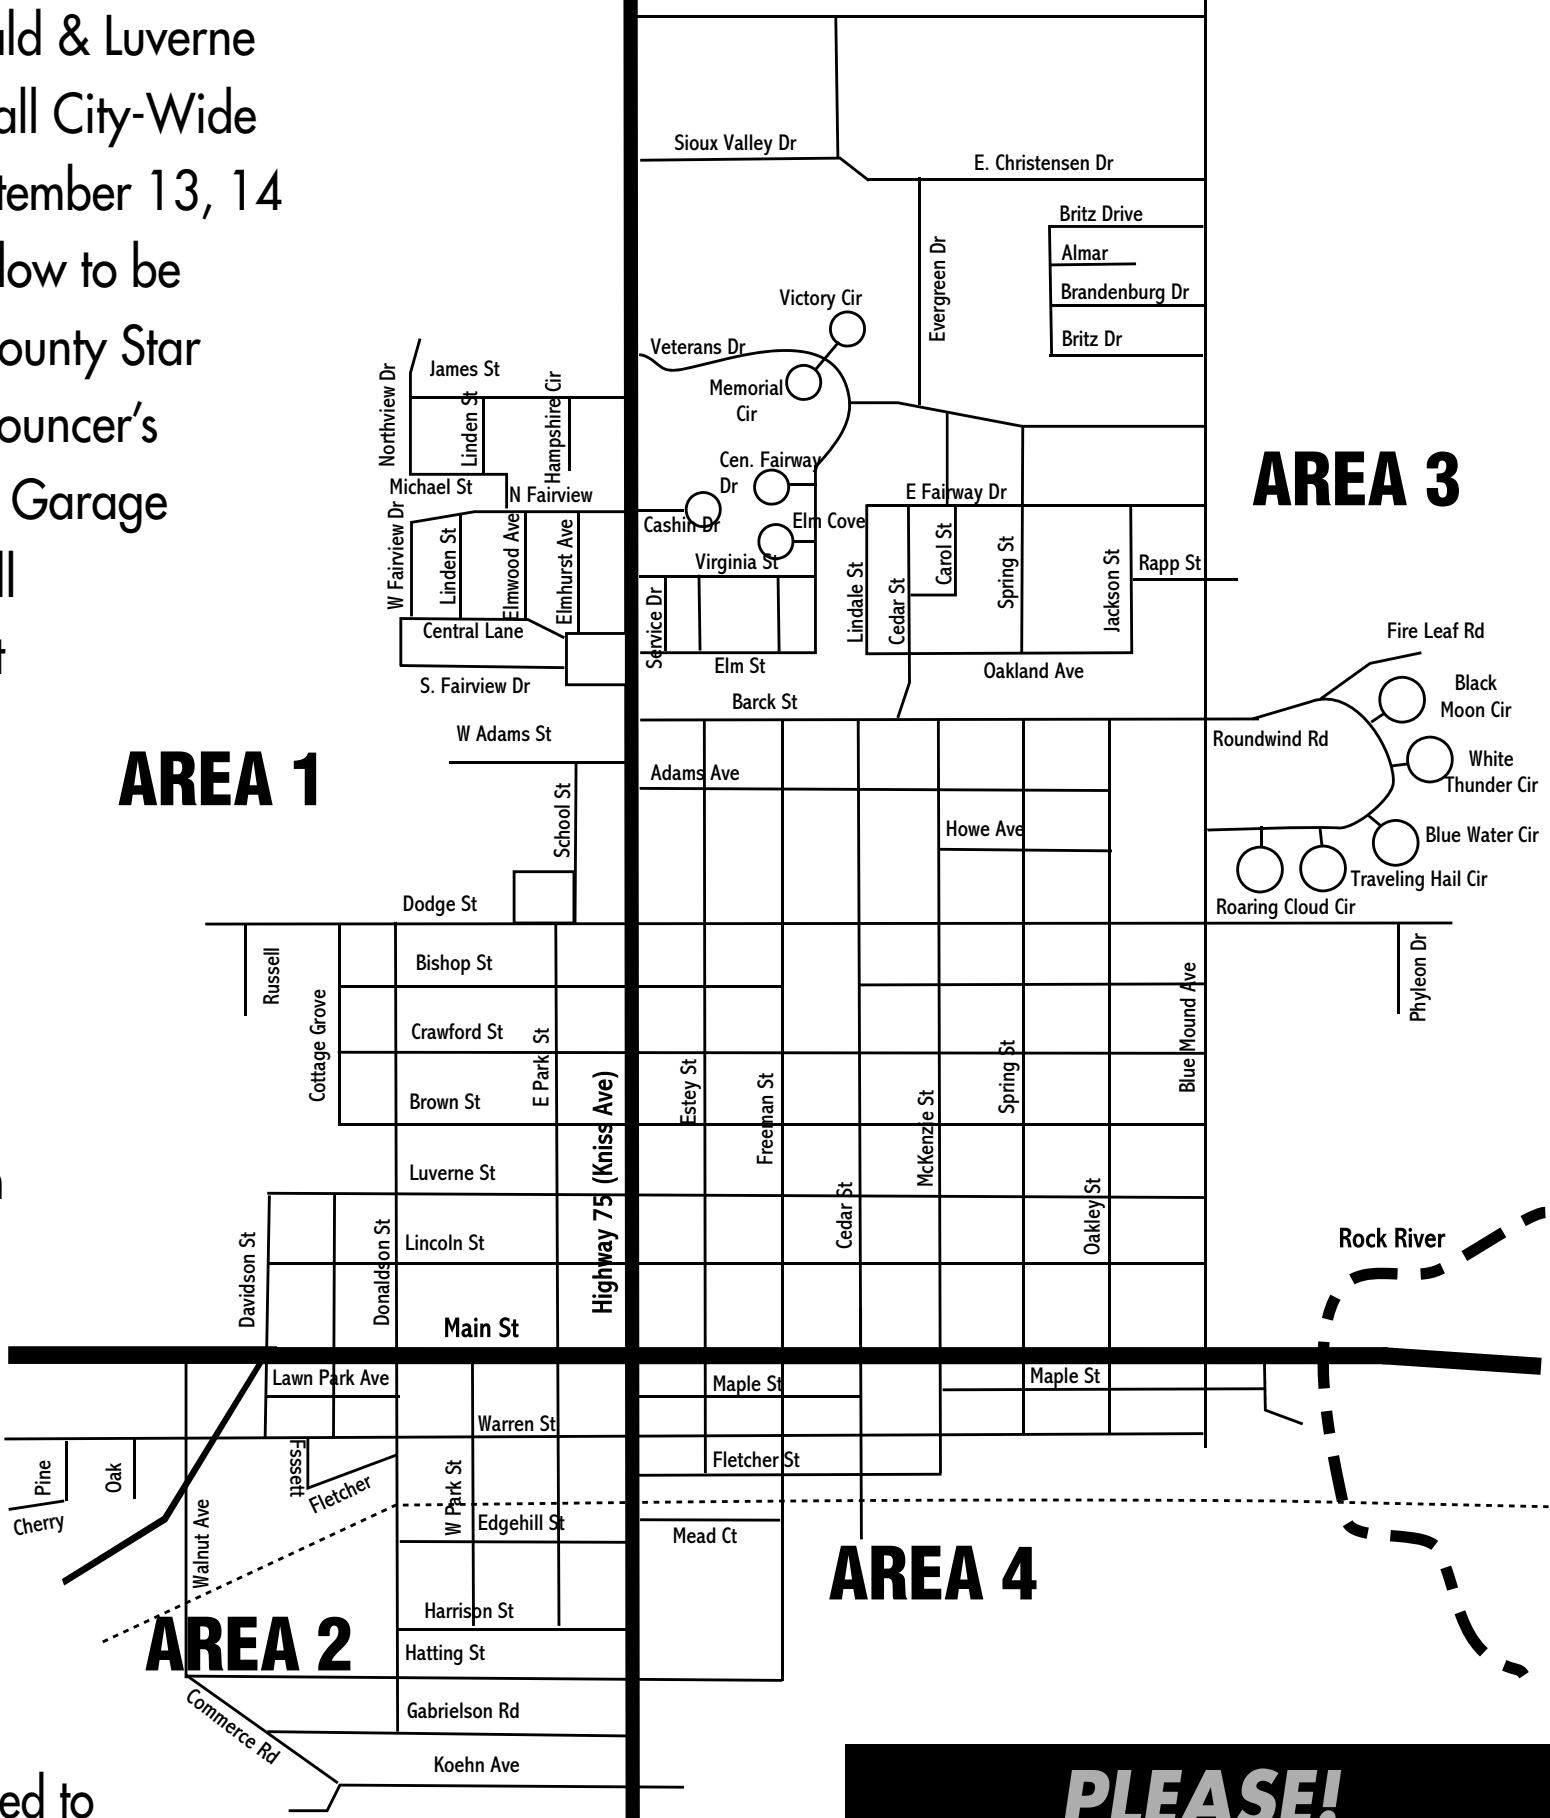 ald & Luverne
all City-Wide
tember 13, 14
low to be
ounty Star
ouncer's
Garage
ll
t
n
ed to
Sioux Valley Dr
E. Christensen Dr
Britz Drive
Almar
Brandenburg Dr
Britz Dr
Evergreen Dr
Victory Cir
Veterans Dr
Memorial
Cir
James St
Northview Dr
Linden St
Hampshire Cir
Michael St
N Fairview
Cen. Fairway
Dr
Cashin Dr
Elm Cove
E Fairway Dr
AREA 3
W Fairview Dr
Linden St
Elmwood Ave
Elmhurst Ave
Virginia St
Service Dr
Lindale St
Cedar St
Carol St
Spring St
Jackson St
Rapp St
Central Lane
Elm St
Oakland Ave
S. Fairview Dr
Barck St
Fire Leaf Rd
Black
Moon Cir
Roundwind Rd
White
Thunder Cir
Blue Water Cir
Traveling Hail Cir
Roaring Cloud Cir
W Adams St
AREA 1
School St
Adams Ave
Howe Ave
Dodge St
Russell
Bishop St
Cottage Grove
Crawford St
E Park St
Brown St
Highway 75 (Kniss Ave)
Estey St
Freeman St
McKenzie St
Spring St
Blue Mound Ave
Phyleon Dr
Luverne St
Cedar St
Oakley St
Davidson St
Donaldson St
Lincoln St
Rock River
Main St
Lawn Park Ave
Maple St
Maple St
Warren St
Fletcher St
Pine
Oak
Cherry
Fsssett
Fletcher
Walnut Ave
W Park St
Edgehill St
Mead Ct
AREA 4
AREA 2
Harrison St
Hatting St
Commerce Rd
Gabrielson Rd
Koehn Ave
PLEASE!